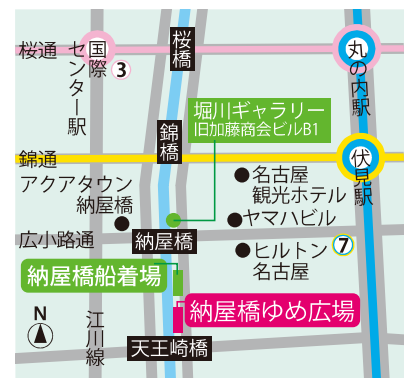 桜通
国際
センター駅
3
桜橋
丸の内駅
堀川ギャラリー
旧加藤商会ビルB1
錦橋
錦通
伏見駅
アクアタウン
納屋橋
名古屋
観光ホテル
ヤマハビル
広小路通
納屋橋
ヒルトン
名古屋
7
納屋橋船着場
納屋橋ゆめ広場
N
江川線
天王崎橋